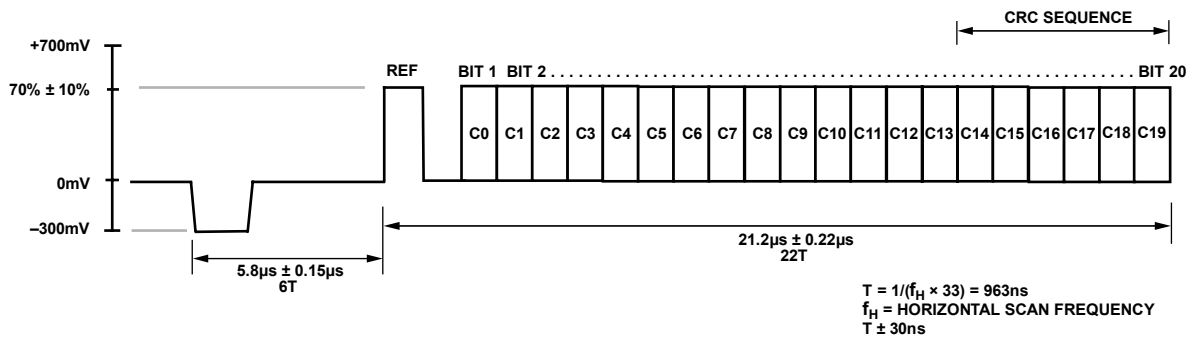 CRC SEQUENCE
+700mV
REF
BIT 1 BIT 2 . . . . . . . . . . . . . . . . . . . . . . . . . . . . . . . . . . . . . . . . . . . . . . . . . . . . . . . . . . . . . . . . . . . . . . BIT 20
70% ± 10%
C0 C1 C2 C3 C4 C5 C6 C7 C8 C9 C10 C11 C12 C13 C14 C15 C16 C17 C18 C19
0mV
–300mV
21.2µs ± 0.22µs
22T
5.8µs ± 0.15µs
6T
T = 1/(fH × 33) = 963ns
fH = HORIZONTAL SCAN FREQUENCY
T ± 30ns